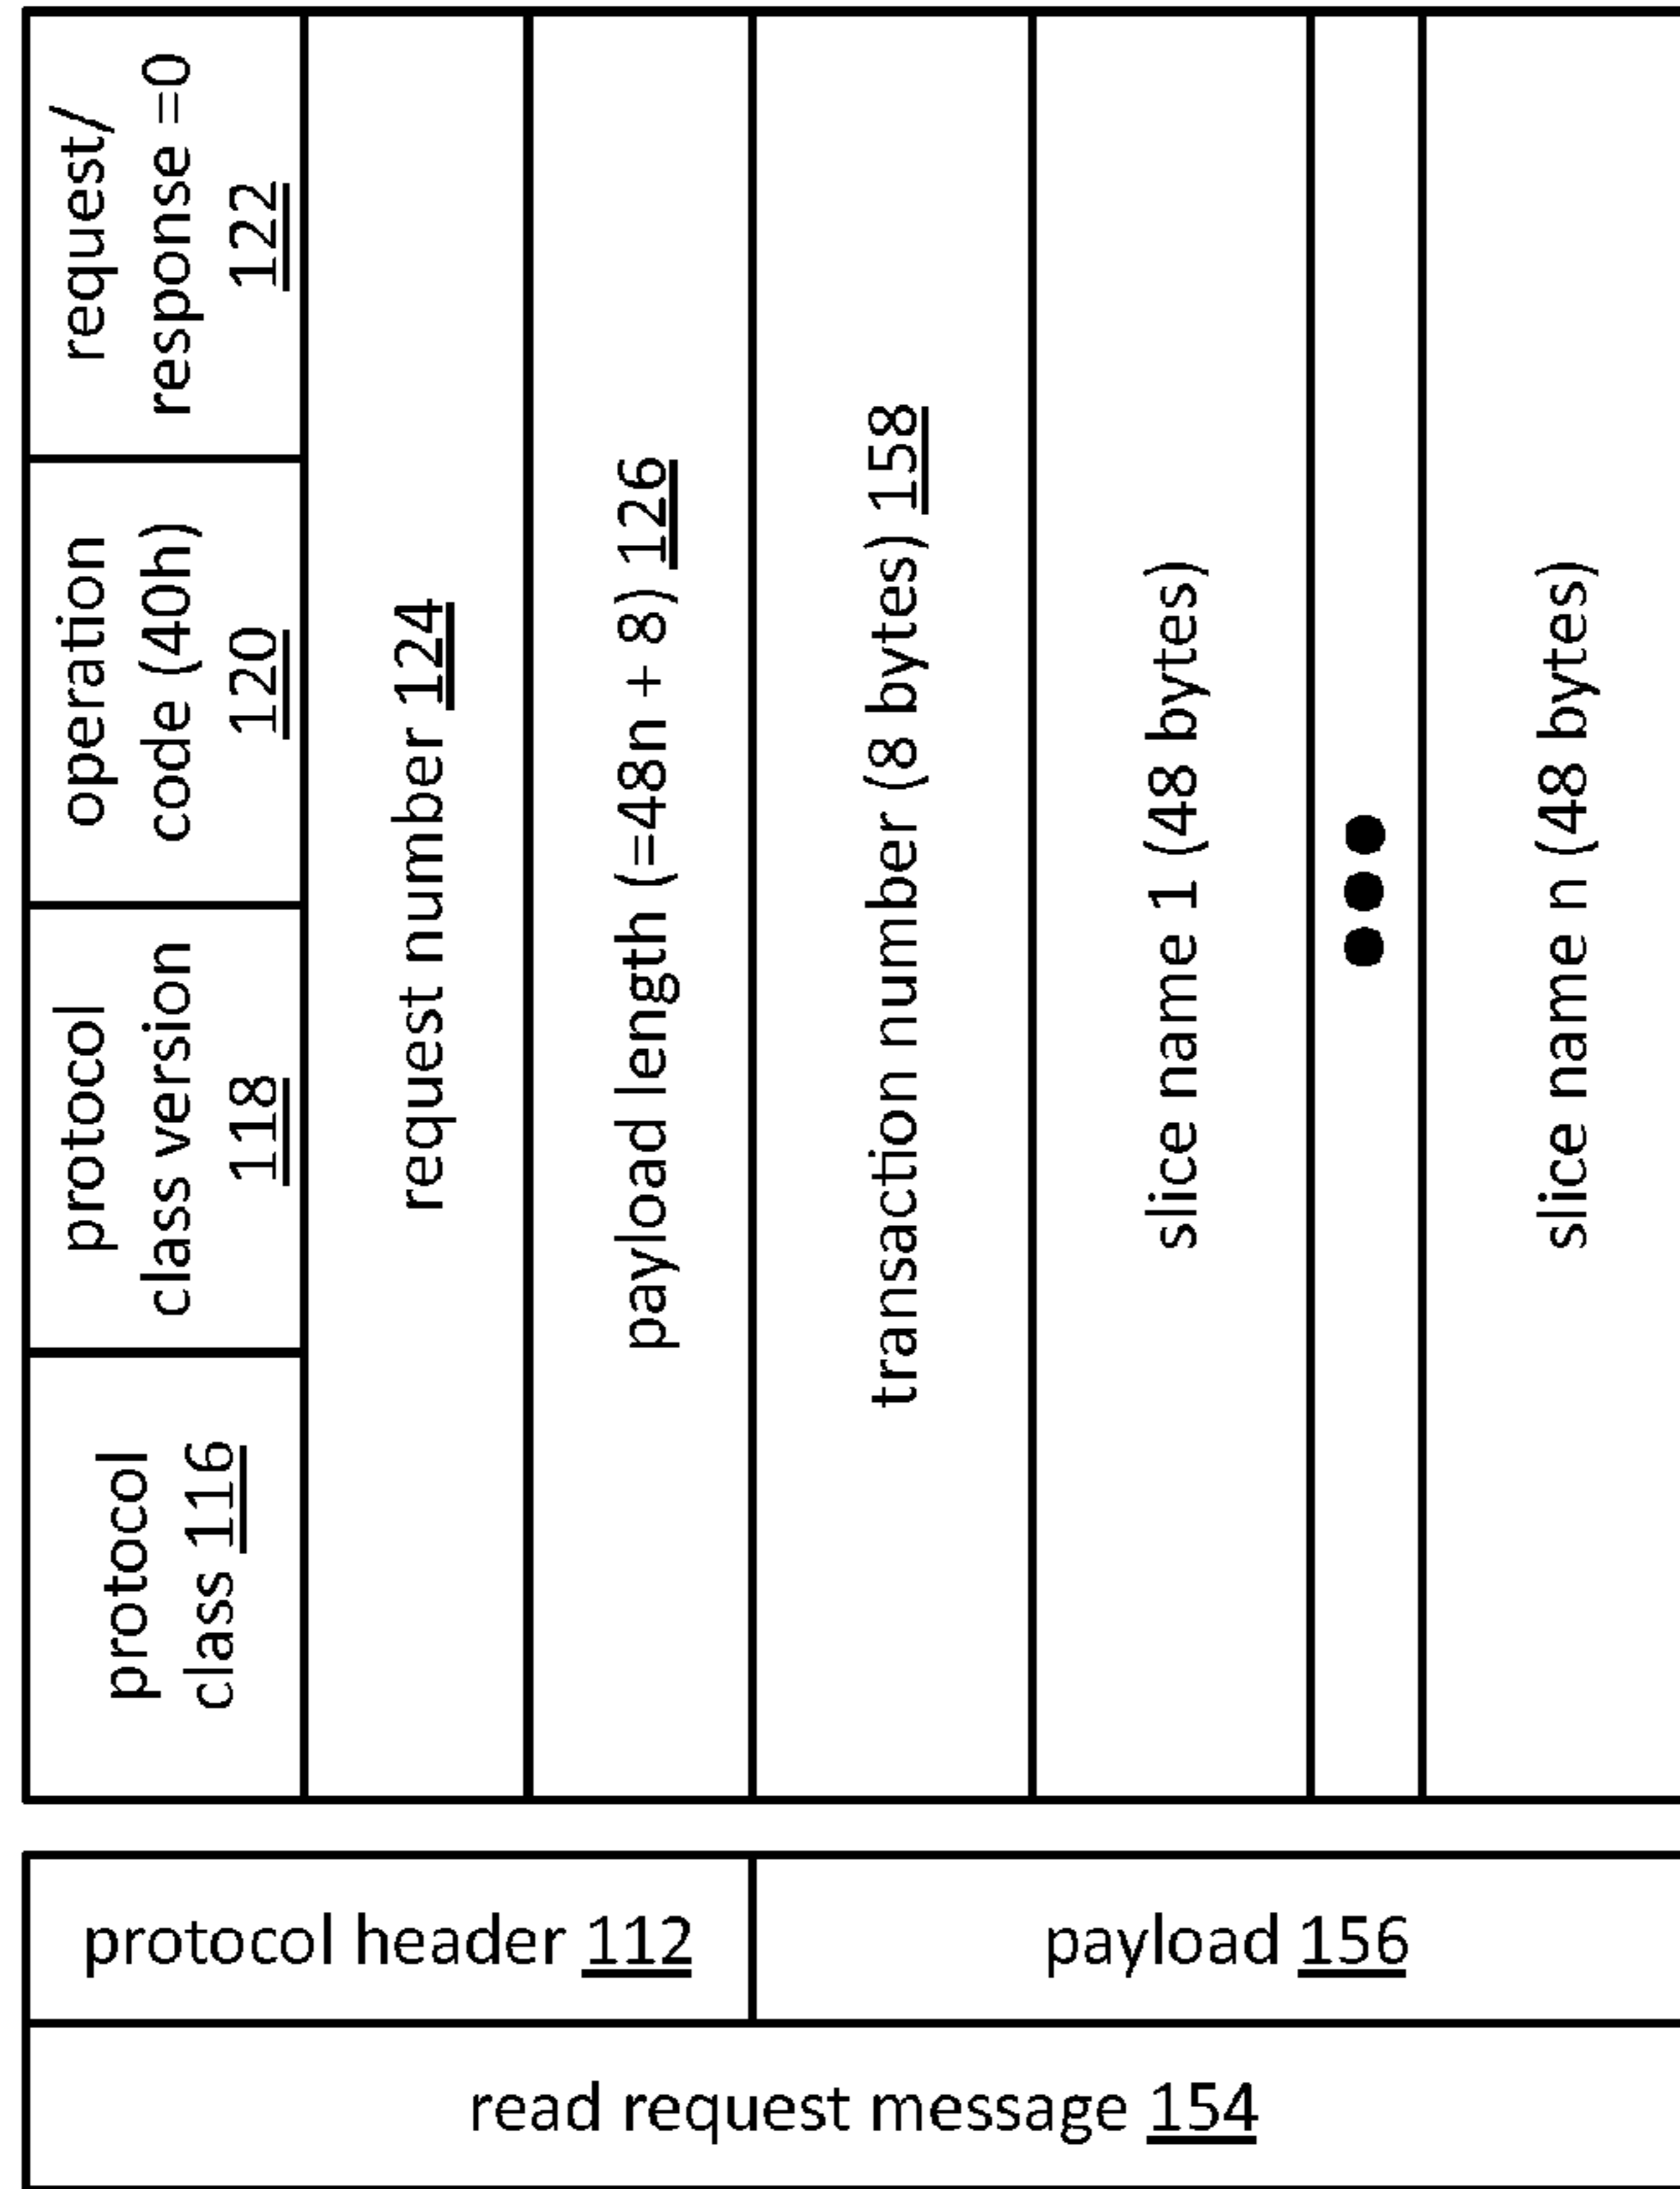 read request message 154
protocol header 112
payload 156
protocol
class 116
protocol
class version
118
operation
code (40h)
120
request/
response =0
122
request number 124
payload length (=48n + 8) 126
transaction number (8 bytes) 158
slice name 1 (48 bytes)
slice name n (48 bytes)